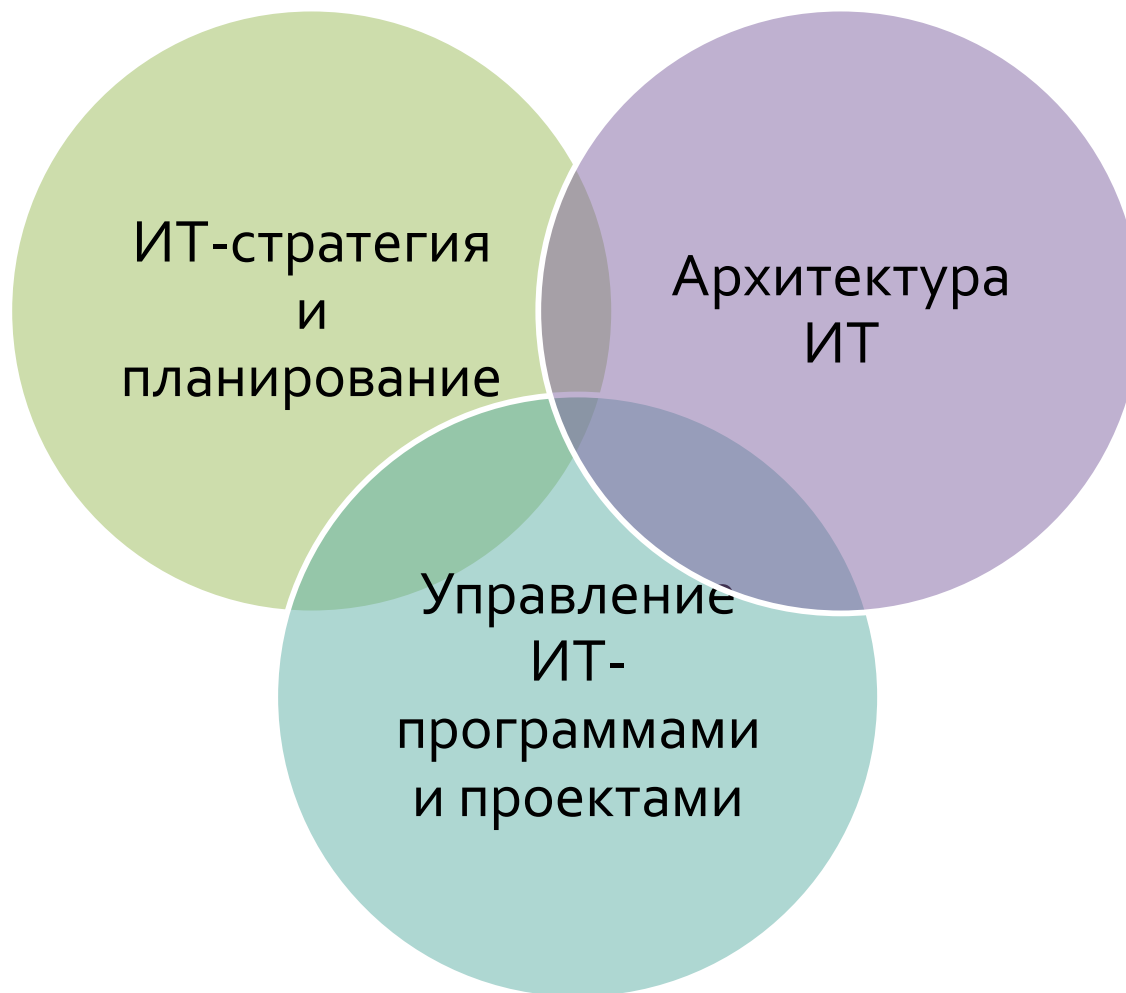 ИТ-стратегия
и
планирование
Архитектура
ИТ
Управление
ИТ-
программами
и проектами